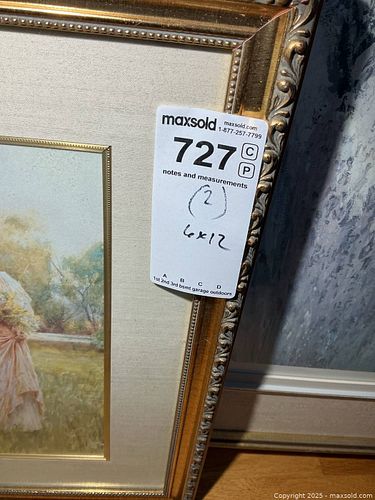 maxsold maxsold.com
1-877-257-7799
727 C
P
notes and measurements
(2)
6x12
A B C D
1st 2nd 3rd bsmt garage outdoors
Copyright 2025 - maxsold.com